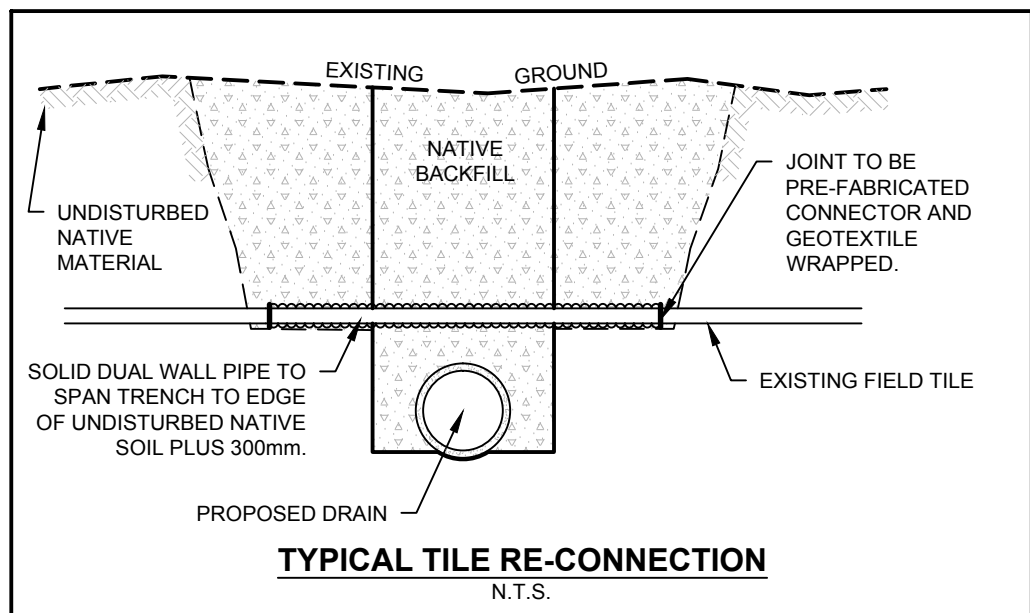 EXISTING GROUND
NATIVE
BACKFILL
UNDISTURBED
NATIVE
MATERIAL
JOINT TO BE
PRE-FABRICATED
CONNECTOR AND
GEOTEXTILE
WRAPPED.
SOLID DUAL WALL PIPE TO
SPAN TRENCH TO EDGE
OF UNDISTURBED NATIVE
SOIL PLUS 300mm.
EXISTING FIELD TILE
PROPOSED DRAIN
TYPICAL TILE RE-CONNECTION
N.T.S.